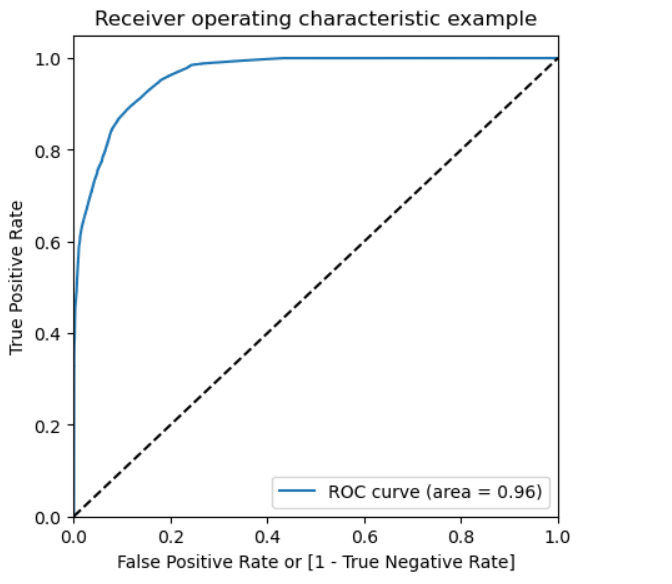 Receiver operating characteristic example
True Positive Rate
1.0
0.8
0.6
0.4
0.2
0.0
ROC curve (area = 0.96)
0.0 0.2 0.4 0.6 0.8 1.0
False Positive Rate or [1 - True Negative Rate]